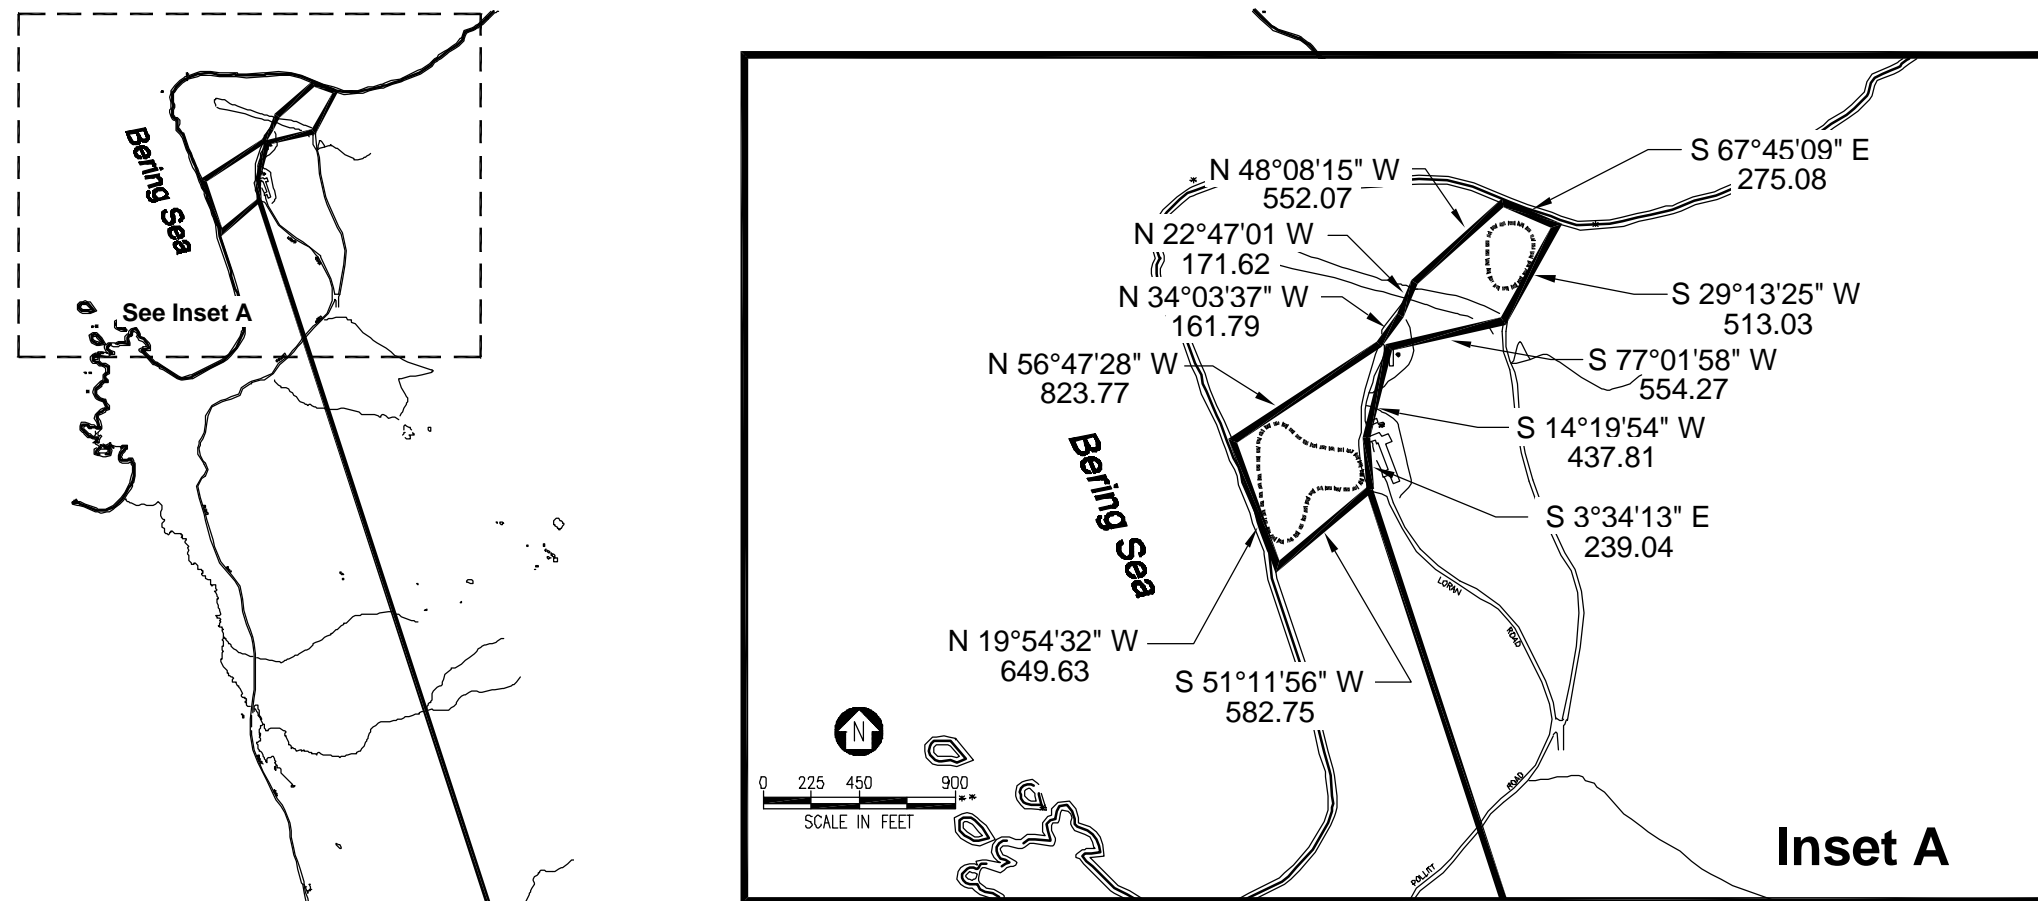 Bering Sea
See Inset A
S 67°45'09" E
275.08
N 48°08'15" W
552.07
N 22°47'01 W
171.62
N 34°03'37" W
161.79
S 29°13'25" W
513.03
N 56°47'28" W
823.77
S 77°01'58" W
554.27
S 14°19'54" W
437.81
Bering Sea
S 3°34'13" E
239.04
LORAN
ROAD
N 19°54'32" W
649.63
S 51°11'56" W
582.75
N
0 225 450 900
SCALE IN FEET
ROAD
Inset A